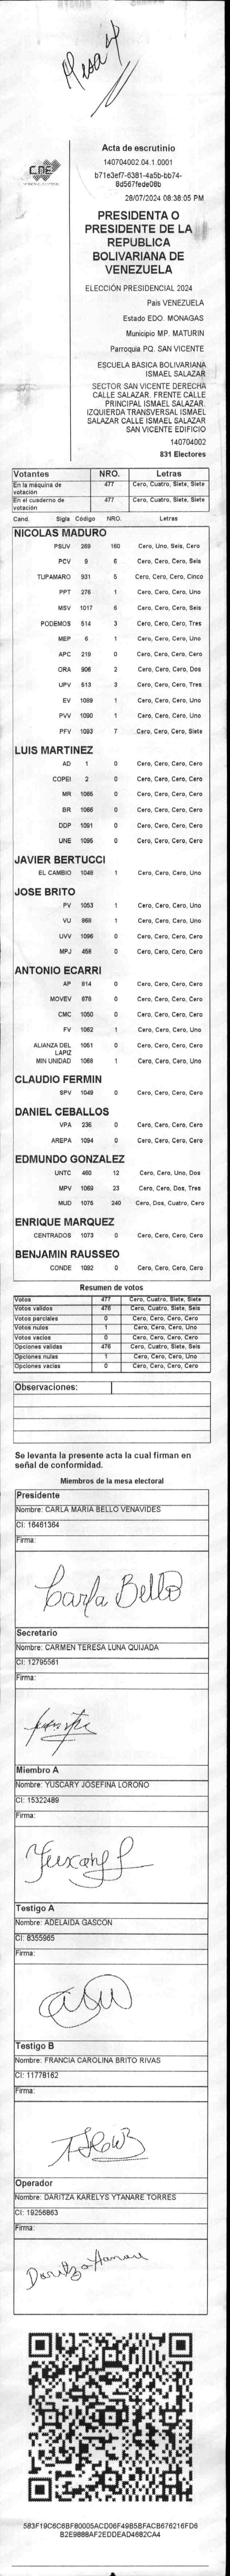 Mesa 4
CNE
Acta de escrutinio
140704002.04.1.0001
b71e3ef7-6381-4a5b-bb74-
8d567fede08b
28/07/2024 08:38:05 PM
PRESIDENTA O
PRESIDENTE DE LA
REPUBLICA
BOLIVARIANA DE
VENEZUELA
ELECCIÓN PRESIDENCIAL 2024
País VENEZUELA
Estado EDO. MONAGAS
Municipio MP. MATURIN
Parroquia PQ. SAN VICENTE
ESCUELA BASICA BOLIVARIANA
ISMAEL SALAZAR
SECTOR SAN VICENTE DERECHA
CALLE SALAZAR. FRENTE CALLE
PRINCIPAL ISMAEL SALAZAR.
IZQUIERDA TRANSVERSAL ISMAEL
SALAZAR CALLE ISMAEL SALAZAR
SAN VICENTE EDIFICIO
140704002
831 Electores
Votantes NRO. Letras
En la máquina de votación 477 Cero, Cuatro, Siete, Siete
En el cuaderno de votación 477 Cero, Cuatro, Siete, Siete
Cand. Sigla Código NRO. Letras
NICOLAS MADURO
PSUV 269 160 Cero, Uno, Seis, Cero
PCV 9 6 Cero, Cero, Cero, Seis
TUPAMARO 931 5 Cero, Cero, Cero, Cinco
PPT 276 1 Cero, Cero, Cero, Uno
MSV 1017 6 Cero, Cero, Cero, Seis
PODEMOS 514 3 Cero, Cero, Cero, Tres
MEP 6 1 Cero, Cero, Cero, Uno
APC 219 0 Cero, Cero, Cero, Cero
ORA 906 2 Cero, Cero, Cero, Dos
UPV 513 3 Cero, Cero, Cero, Tres
EV 1089 1 Cero, Cero, Cero, Uno
PVV 1090 1 Cero, Cero, Cero, Uno
PFV 1093 7 Cero, Cero, Cero, Siete
LUIS MARTINEZ
AD 1 0 Cero, Cero, Cero, Cero
COPEI 2 0 Cero, Cero, Cero, Cero
MR 1065 0 Cero, Cero, Cero, Cero
BR 1066 0 Cero, Cero, Cero, Cero
DDP 1091 0 Cero, Cero, Cero, Cero
UNE 1095 0 Cero, Cero, Cero, Cero
JAVIER BERTUCCI
EL CAMBIO 1048 1 Cero, Cero, Cero, Uno
JOSE BRITO
PV 1053 1 Cero, Cero, Cero, Uno
VU 868 1 Cero, Cero, Cero, Uno
UVV 1096 0 Cero, Cero, Cero, Cero
MPJ 458 0 Cero, Cero, Cero, Cero
ANTONIO ECARRI
AP 814 0 Cero, Cero, Cero, Cero
MOVEV 878 0 Cero, Cero, Cero, Cero
CMC 1050 0 Cero, Cero, Cero, Cero
FV 1062 1 Cero, Cero, Cero, Uno
ALIANZA DEL LAPIZ 1051 0 Cero, Cero, Cero, Cero
MIN UNIDAD 1068 1 Cero, Cero, Cero, Uno
CLAUDIO FERMIN
SPV 1049 0 Cero, Cero, Cero, Cero
DANIEL CEBALLOS
VPA 236 0 Cero, Cero, Cero, Cero
AREPA 1094 0 Cero, Cero, Cero, Cero
EDMUNDO GONZALEZ
UNTC 460 12 Cero, Cero, Uno, Dos
MPV 1069 23 Cero, Cero, Dos, Tres
MUD 1075 240 Cero, Dos, Cuatro, Cero
ENRIQUE MARQUEZ
CENTRADOS 1073 0 Cero, Cero, Cero, Cero
BENJAMIN RAUSSEO
CONDE 1092 0 Cero, Cero, Cero, Cero
Resumen de votos
Votos 477 Cero, Cuatro, Siete, Siete
Votos validos 476 Cero, Cuatro, Siete, Seis
Votos parciales 0 Cero, Cero, Cero, Cero
Votos nulos 1 Cero, Cero, Cero, Uno
Votos vacios 0 Cero, Cero, Cero, Cero
Opciones validas 476 Cero, Cuatro, Siete, Seis
Opciones nulas 1 Cero, Cero, Cero, Uno
Opciones vacias 0 Cero, Cero, Cero, Cero
Observaciones:
Se levanta la presente acta la cual firman en
señal de conformidad.
Miembros de la mesa electoral
Presidente
Nombre: CARLA MARIA BELLO VENAVIDES
CI: 16461364
Firma:
Carla Bello
Secretario
Nombre: CARMEN TERESA LUNA QUIJADA
CI: 12795561
Firma:
Miembro A
Nombre: YUSCARY JOSEFINA LOROÑO
CI: 15322489
Firma:
Testigo A
Nombre: ADELAIDA GASCON
CI: 8355965
Firma:
Testigo B
Nombre: FRANCIA CAROLINA BRITO RIVAS
CI: 11778162
Firma:
Operador
Nombre: DARITZA KARELYS YTANARE TORRES
CI: 19256863
Firma:
583F19C6C6BF80005ACD06F49B5BFACB676216FD6
B2E9888AF2EDDEAD4682CA4